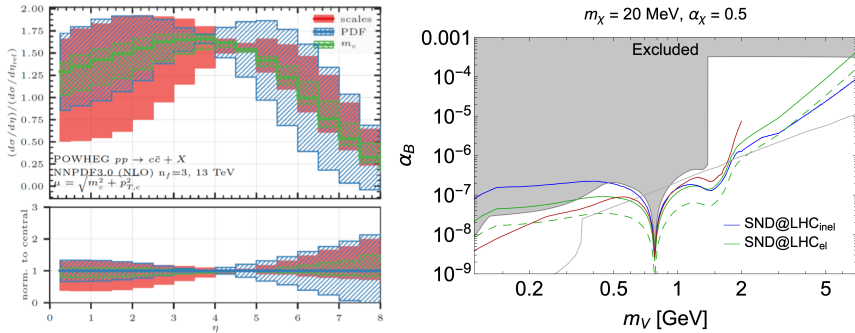 2.00
1.75
1.50
1.25
1.00
0.75
0.50
0.25
0.00
(dσ/dη)/(dσ/dη_ref)
scales
PDF
m_c
POWHEG pp → cc̄ + X
NNPDF3.0 (NLO) n_f=3, 13 TeV
μ = √m_c^2 + p_{T,c}^2
3
2
1
0
norm. to central
0 1 2 3 4 5 6 7 8
η
m_χ = 20 MeV, α_χ = 0.5
Excluded
0.001
10^-4
10^-5
10^-6
10^-7
10^-8
10^-9
α_B
SND@LHC_inel
SND@LHC_el
0.2 0.5 1 2 5
m_V [GeV]